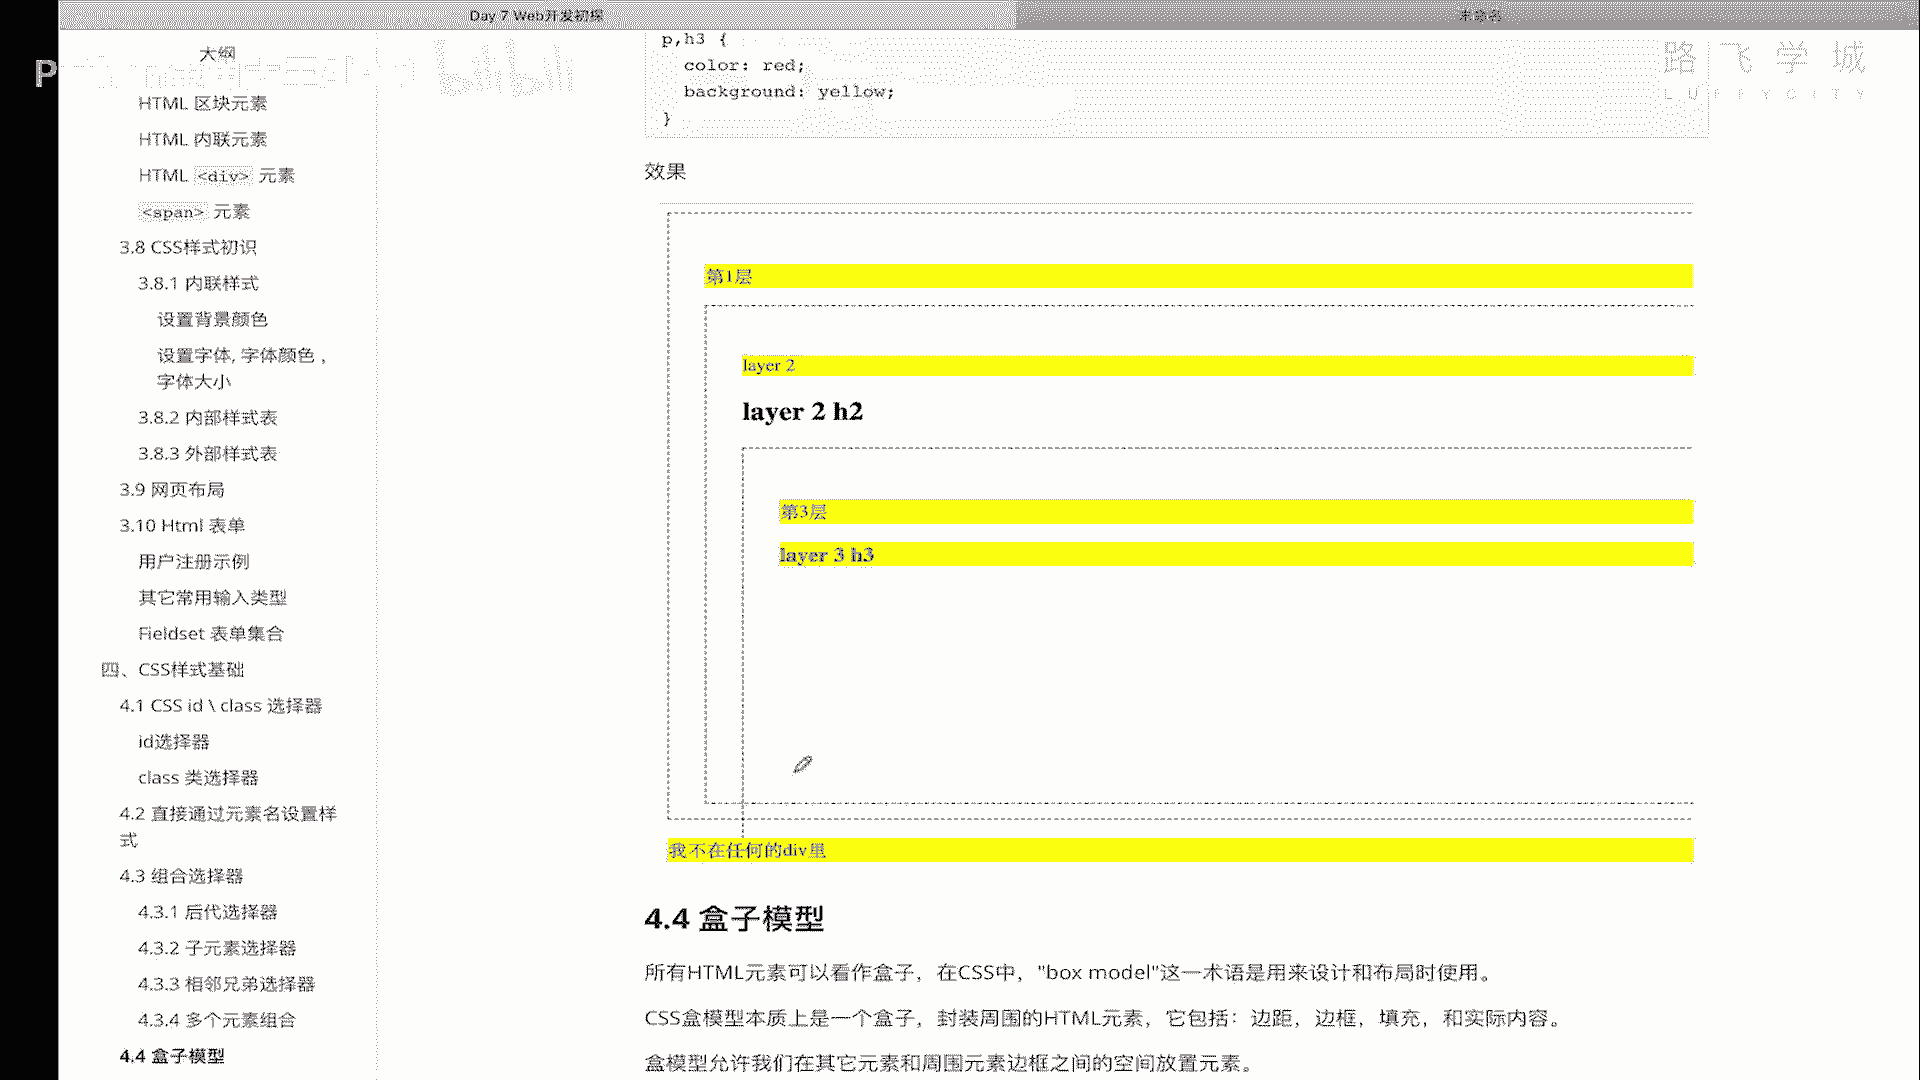 Day 7 Web开发初探
未命名
P
路飞学城
LUFFYCITY
大纲
HTML 区块元素
HTML 内联元素
HTML <div> 元素
<span> 元素
3.8 CSS样式初识
3.8.1 内联样式
设置背景颜色
设置字体, 字体颜色 ,
字体大小
3.8.2 内部样式表
3.8.3 外部样式表
3.9 网页布局
3.10 Html 表单
用户注册示例
其它常用输入类型
Fieldset 表单集合
四、CSS样式基础
4.1 CSS id \ class 选择器
id选择器
class 类选择器
4.2 直接通过元素名设置样
式
4.3 组合选择器
4.3.1 后代选择器
4.3.2 子元素选择器
4.3.3 相邻兄弟选择器
4.3.4 多个元素组合
4.4 盒子模型
p,h3 {
color: red;
background: yellow;
}
效果
第1层
layer 2
layer 2 h2
第3层
layer 3 h3
我不在任何的div里
4.4 盒子模型
所有HTML元素可以看作盒子，在CSS中，"box model"这一术语是用来设计和布局时使用。
CSS盒模型本质上是一个盒子，封装周围的HTML元素，它包括：边距，边框，填充，和实际内容。
盒模型允许我们在其它元素和周围元素边框之间的空间放置元素。